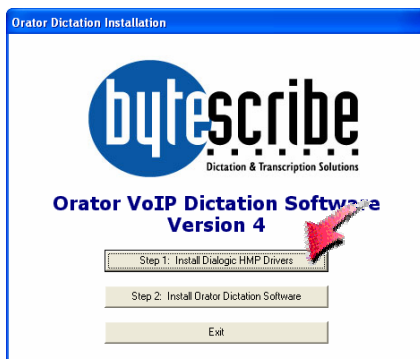 Orator Dictation Installation
bytescribe
Dictation & Transcription Solutions
Orator VoIP Dictation Software
Version 4
Step 1: Install Dialogic HMP Drivers
Step 2: Install Orator Dictation Software
Exit